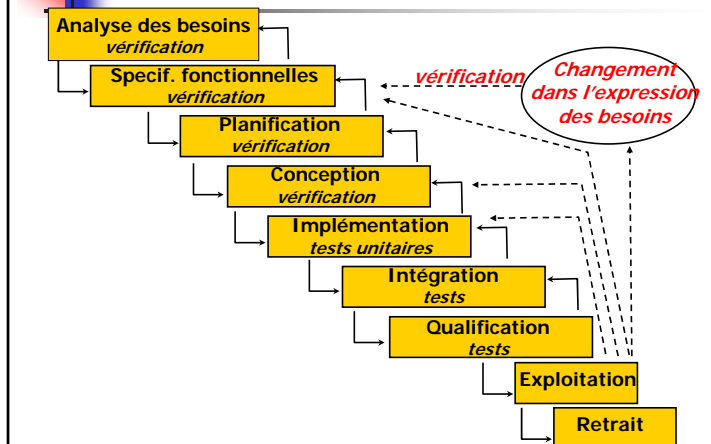 Analyse des besoins
vérification
Specif. fonctionnelles
vérification
vérification
Changement
dans l'expression
des besoins
Planification
vérification
Conception
vérification
Implémentation
tests unitaires
Intégration
tests
Qualification
tests
Exploitation
Retrait